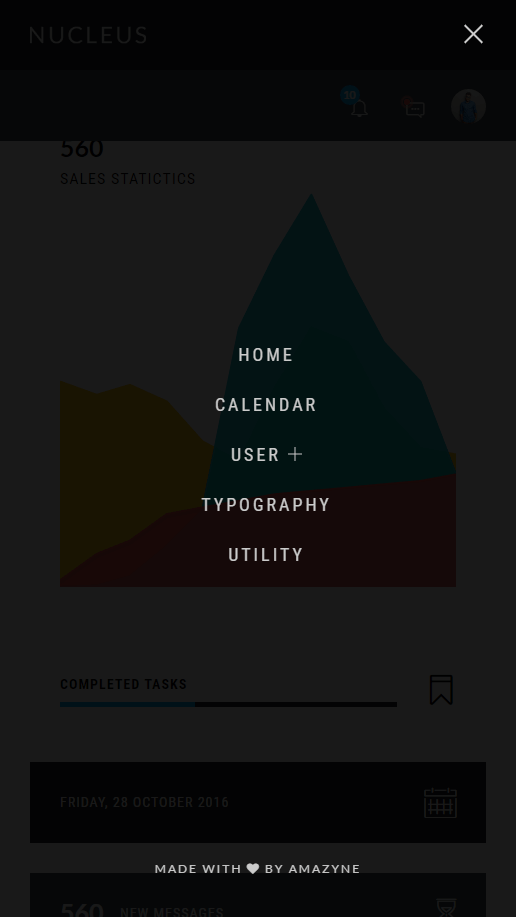 NUCLEUS
10
560
SALES STATICTICS
HOME
CALENDAR
USER +
TYPOGRAPHY
UTILITY
COMPLETED TASKS
FRIDAY, 28 OCTOBER 2016
MADE WITH ♥ BY AMAZYNE
560 NEW MESSAGES